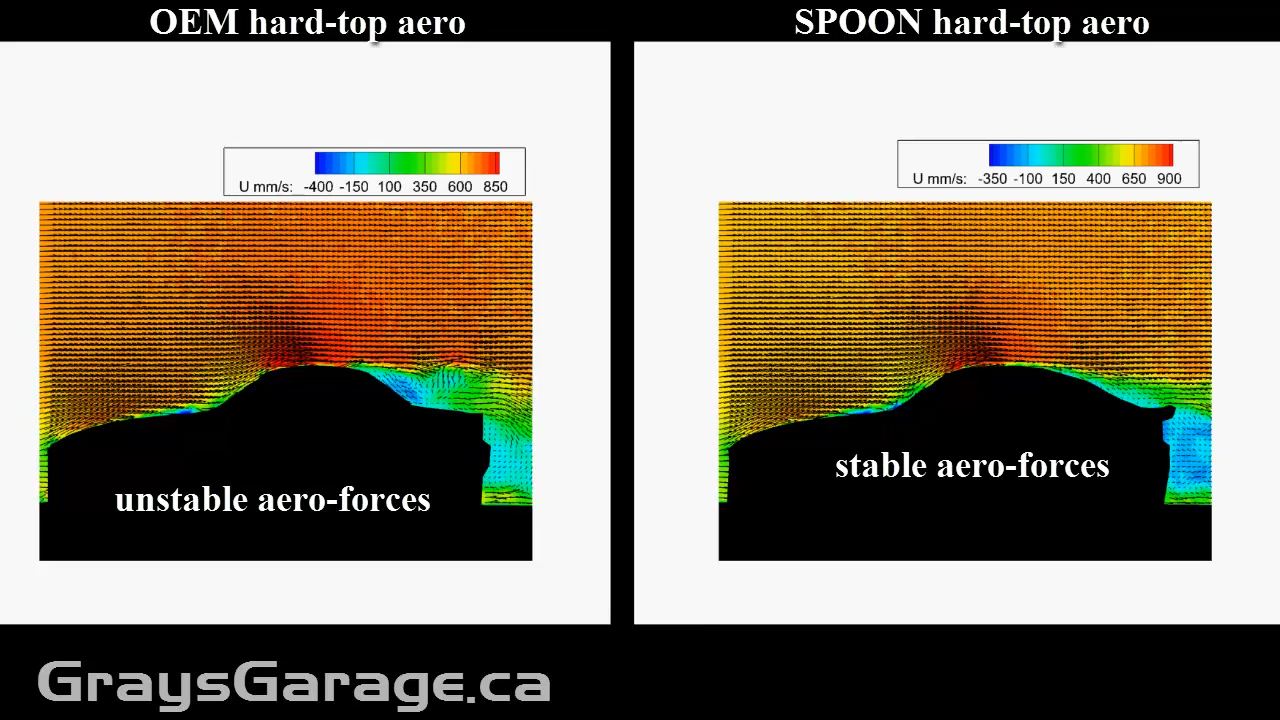 OEM hard-top aero
SPOON hard-top aero
U mm/s: -400 -150 100 350 600 850
U mm/s: -350 -100 150 400 650 900
unstable aero-forces
stable aero-forces
GraysGarage.ca